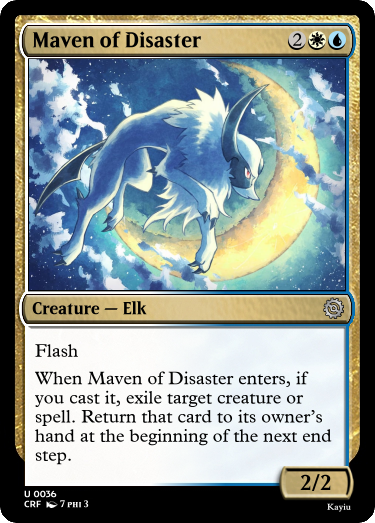 Maven of Disaster 2
Creature — Elk
Flash
When Maven of Disaster enters, if
you cast it, exile target creature or
spell. Return that card to its owner's
hand at the beginning of the next end
step.
2/2
U 0036
CRF 7 PHI 3
Kayiu